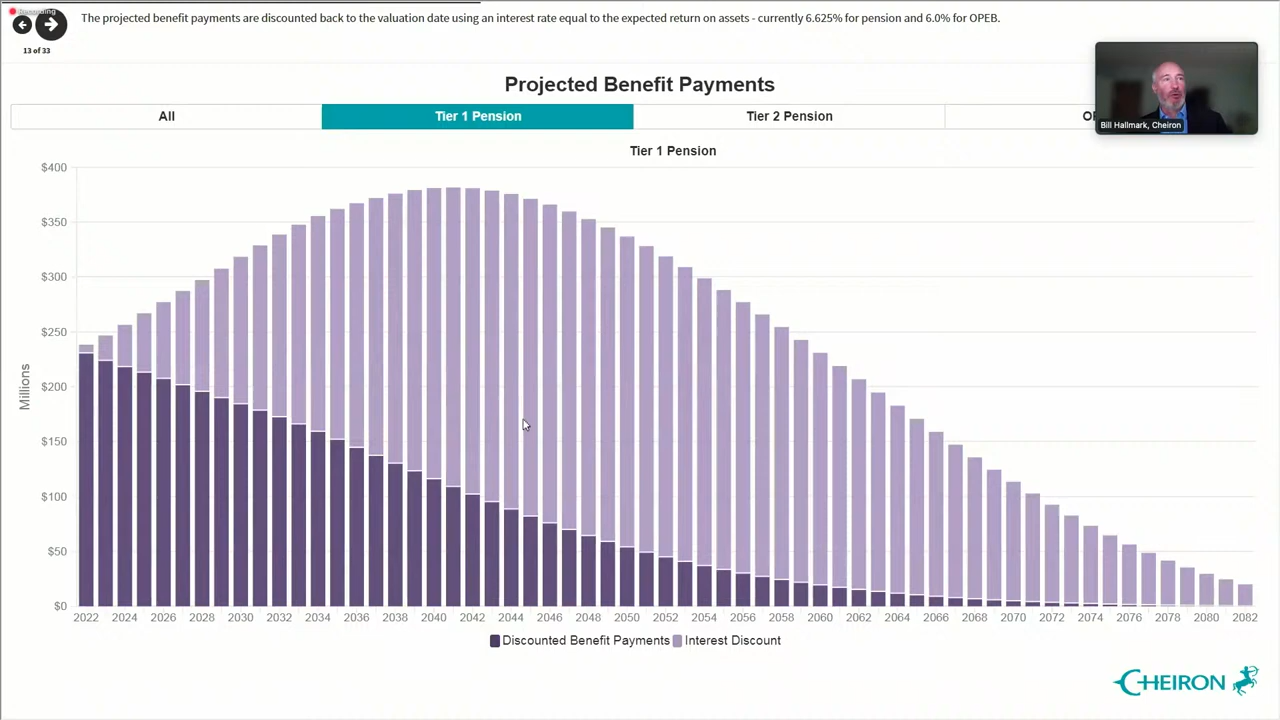 Recording
The projected benefit payments are discounted back to the valuation date using an interest rate equal to the expected return on assets - currently 6.625% for pension and 6.0% for OPEB.
13 of 33
Projected Benefit Payments
All
Tier 1 Pension
Tier 2 Pension
Bill Hallmark, Cheiron
Tier 1 Pension
$400
$350
$300
$250
$200
$150
$100
$50
$0
Millions
2022 2024 2026 2028 2030 2032 2034 2036 2038 2040 2042 2044 2046 2048 2050 2052 2054 2056 2058 2060 2062 2064 2066 2068 2070 2072 2074 2076 2078 2080 2082
Discounted Benefit Payments Interest Discount
CHEIRON